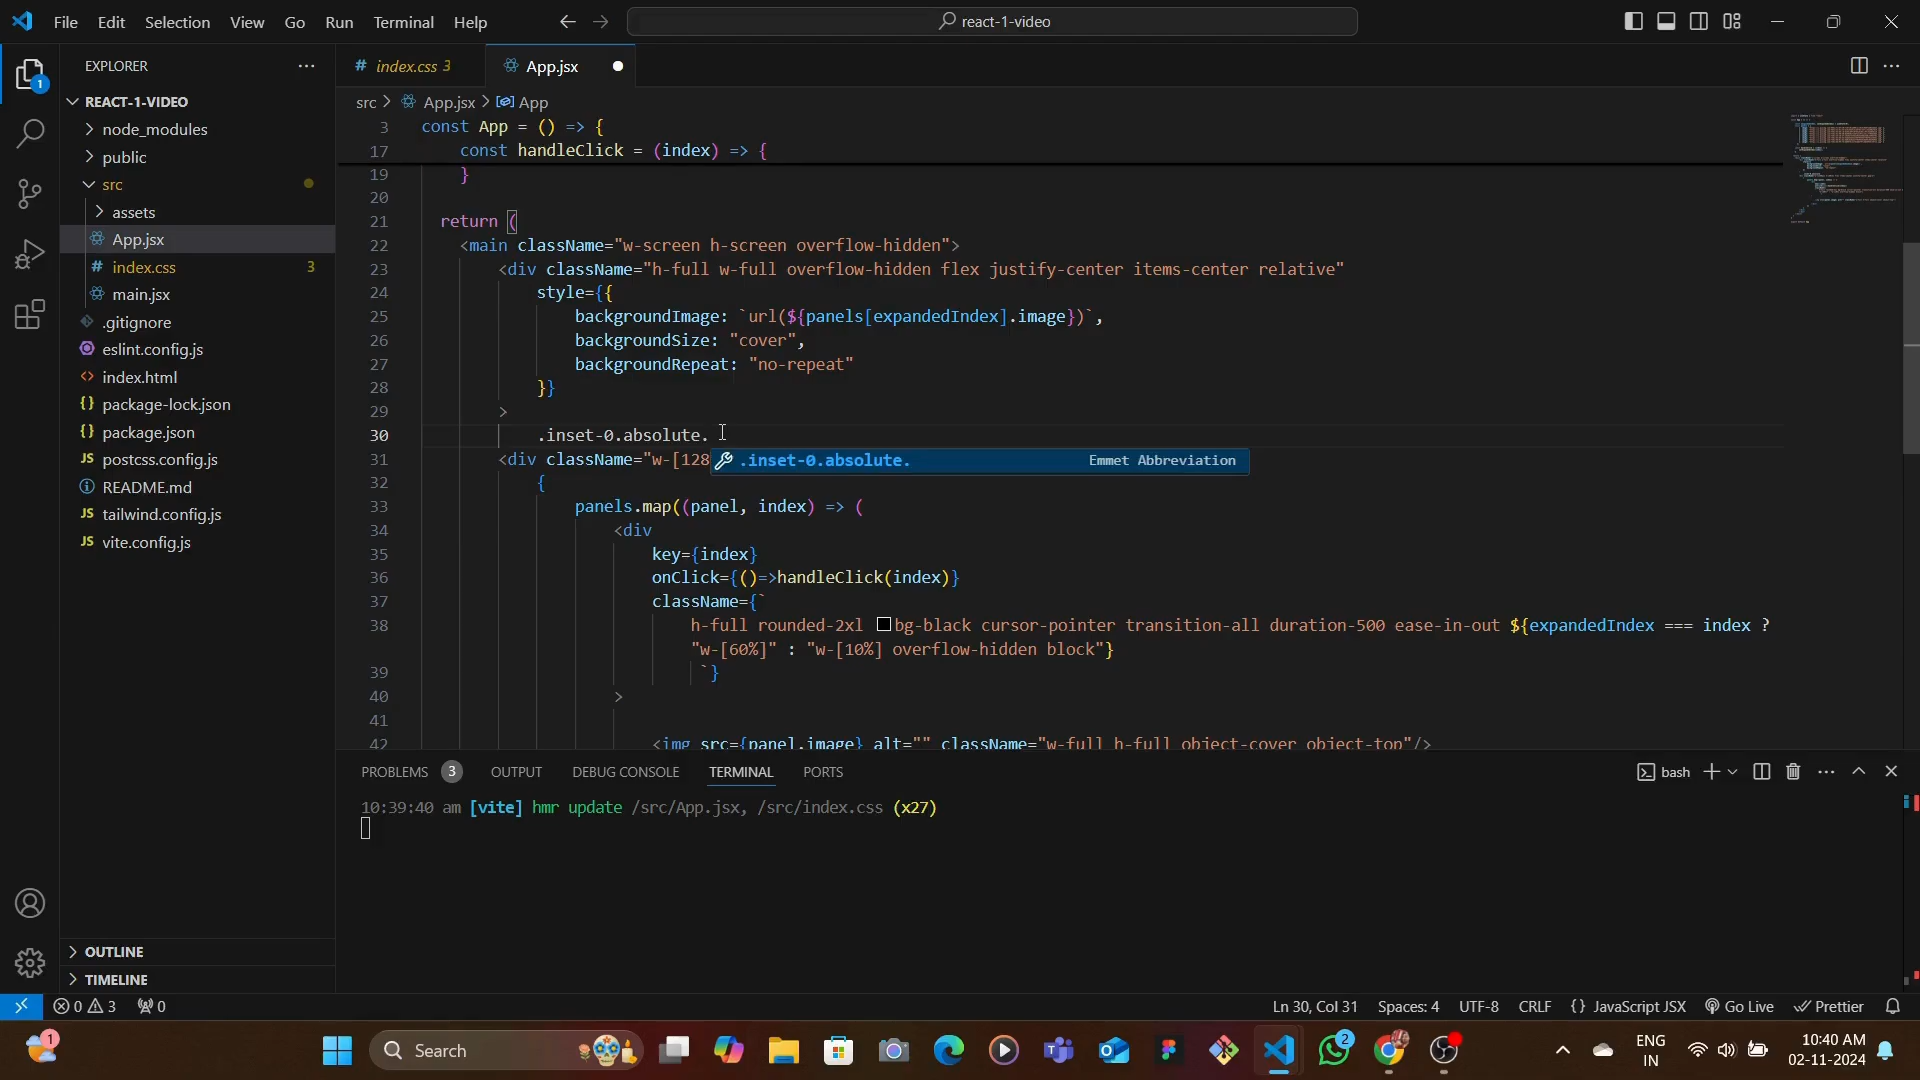 File Edit Selection View Go Run Terminal Help
react-1-video
EXPLORER
REACT-1-VIDEO
node_modules
public
src
assets
App.jsx
index.css 3
main.jsx
.gitignore
eslint.config.js
index.html
package-lock.json
package.json
postcss.config.js
README.md
tailwind.config.js
vite.config.js
OUTLINE
TIMELINE
index.css 3 App.jsx
src > App.jsx > App
3 const App = () => {
17 const handleClick = (index) => {
19 }
20
21 return (
22 <main className="w-screen h-screen overflow-hidden">
23 <div className="h-full w-full overflow-hidden flex justify-center items-center relative"
24 style={{
25 backgroundImage: `url(${panels[expandedIndex].image})`,
26 backgroundSize: "cover",
27 backgroundRepeat: "no-repeat"
28 }}
29 >
30 .inset-0.absolute.
31 <div className="w-[128
.inset-0.absolute. Emmet Abbreviation
32 {
33 panels.map((panel, index) => (
34 <div
35 key={index}
36 onClick={()=>handleClick(index)}
37 className={`
38 h-full rounded-2xl bg-black cursor-pointer transition-all duration-500 ease-in-out ${expandedIndex === index ?
"w-[60%]" : "w-[10%] overflow-hidden block"}
39 `}
40 >
41
42 <img src={panel.image} alt="" className="w-full h-full object-cover object-top"/>
PROBLEMS 3 OUTPUT DEBUG CONSOLE TERMINAL PORTS
bash
10:39:40 am [vite] hmr update /src/App.jsx, /src/index.css (x27)
0 3 0
Ln 30, Col 31 Spaces: 4 UTF-8 CRLF {} JavaScript JSX Go Live Prettier
Search
ENG
IN
10:40 AM
02-11-2024